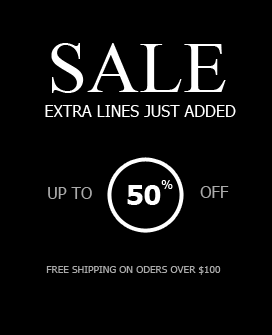 SALE
EXTRA LINES JUST ADDED
UP TO 50% OFF
FREE SHIPPING ON ODERS OVER $100